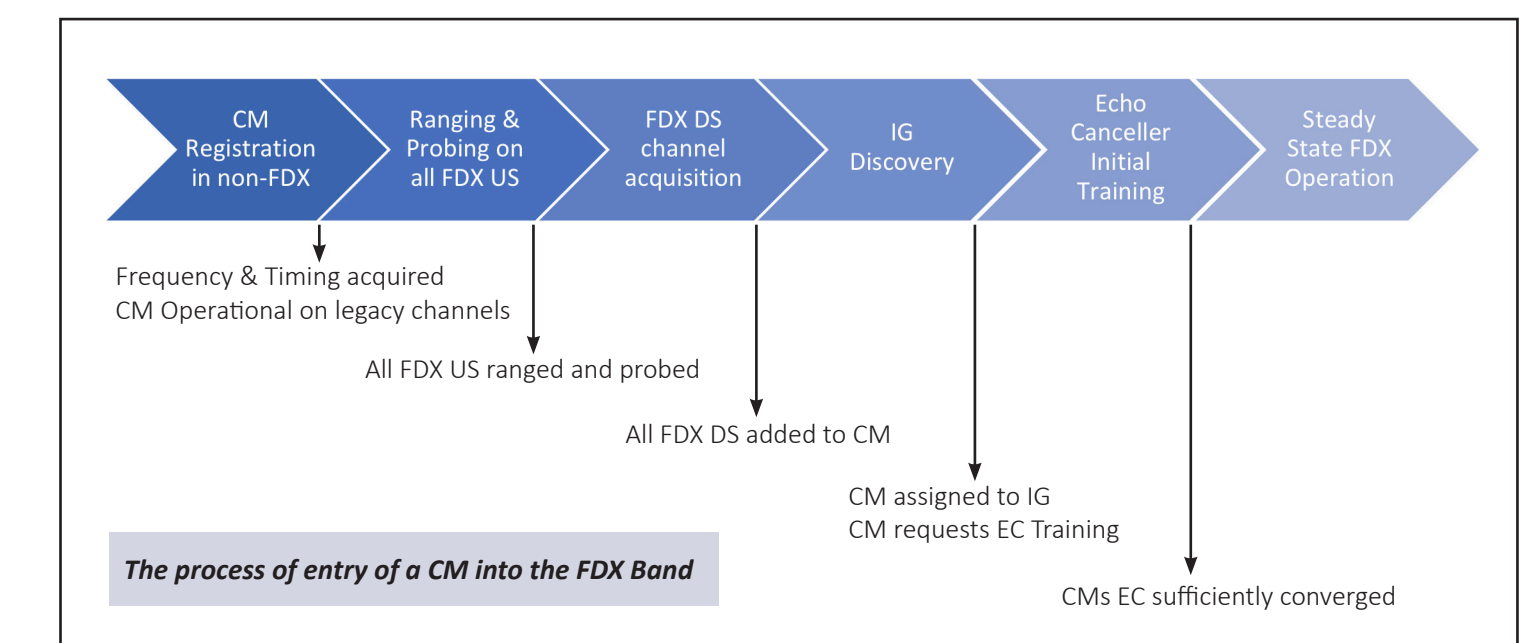 CM
Registration
in non-FDX
Ranging &
Probing on
all FDX US
FDX DS
channel
acquisition
IG
Discovery
Echo
Canceller
Initial
Training
Steady
State FDX
Operation
Frequency & Timing acquired
CM Operational on legacy channels
All FDX US ranged and probed
All FDX DS added to CM
CM assigned to IG
CM requests EC Training
CMs EC sufficiently converged
The process of entry of a CM into the FDX Band